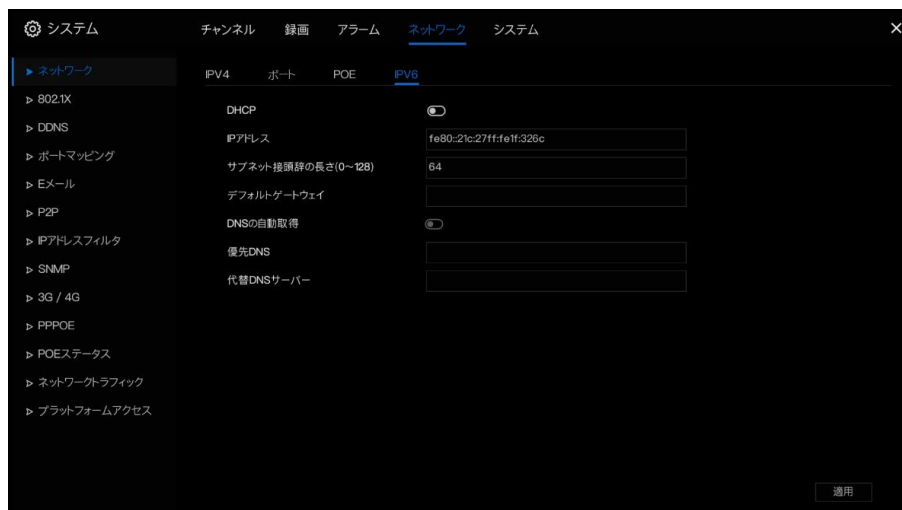 システム
チャンネル 録画 アラーム ネットワーク システム
ネットワーク
802.1X
DDNS
ポートマッピング
Eメール
P2P
IPアドレスフィルタ
SNMP
3G / 4G
PPPOE
POEステータス
ネットワークトラフィック
プラットフォームアクセス
IPV4 ポート POE IPV6
DHCP
IPアドレス fe80::21c:27ff:fe1f:326c
サブネット接頭辞の長さ(0～128) 64
デフォルトゲートウェイ
DNSの自動取得
優先DNS
代替DNSサーバー
適用